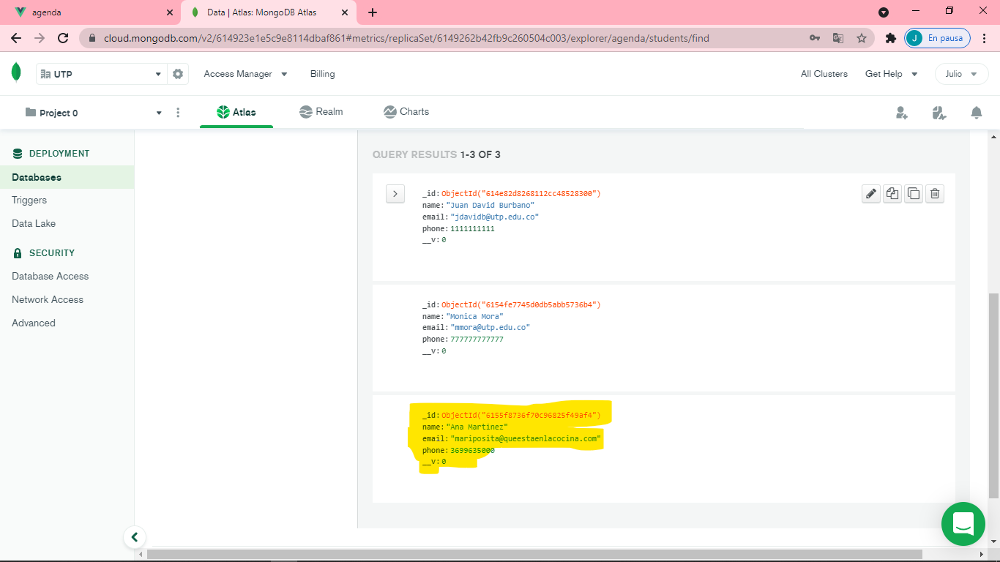 agenda
Data | Atlas: MongoDB Atlas
cloud.mongodb.com/v2/614923e1e5c9e8114dbaf861#metrics/replicaSet/6149262b42fb9c260504c003/explorer/agenda/students/find
J En pausa
UTP
Access Manager
Billing
All Clusters
Get Help
Julio
Project 0
Atlas
Realm
Charts
DEPLOYMENT
Databases
Triggers
Data Lake
SECURITY
Database Access
Network Access
Advanced
QUERY RESULTS 1-3 OF 3
_id: ObjectId("614e82d8268112cc48528300")
name: "Juan David Burbano"
email: "jdavidb@utp.edu.co"
phone: 1111111111
__v: 0
_id: ObjectId("6154fe7745d0db5abb5736b4")
name: "Monica Mora"
email: "mmora@utp.edu.co"
phone: 777777777777
__v: 0
_id: ObjectId("6155f8736f70c96825f49af4")
name: "Ana Martinez"
email: "mariposita@queestaenlacocina.com"
phone: 3699635000
__v: 0